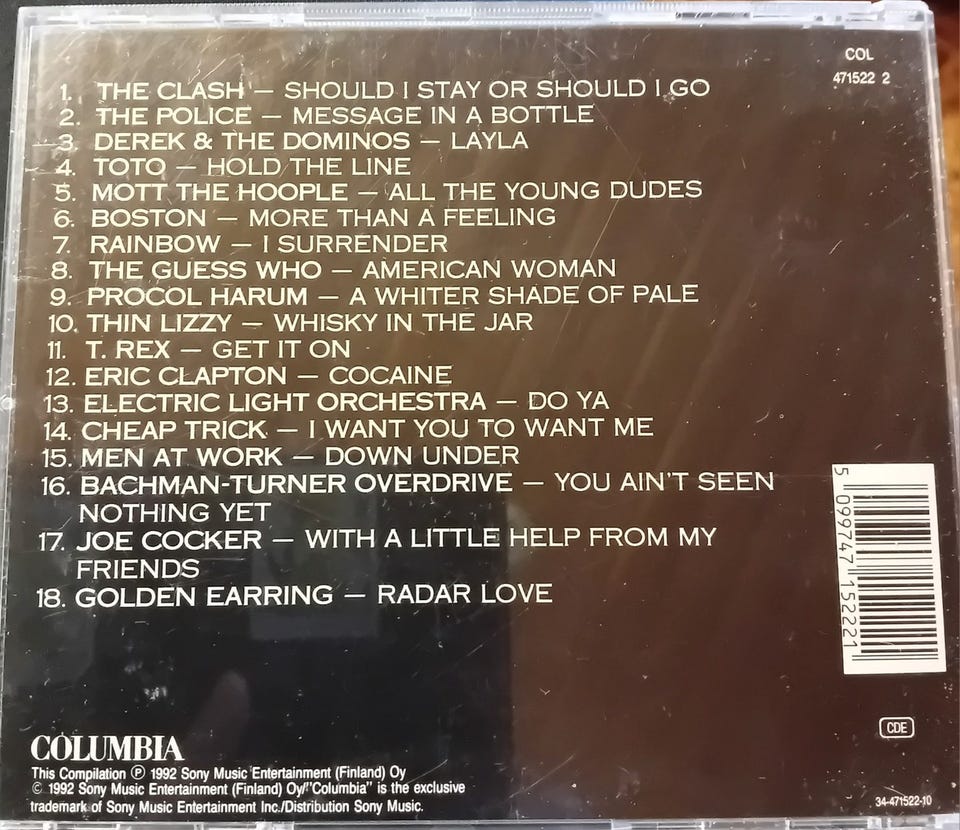 COL
471522 2
1. THE CLASH — SHOULD I STAY OR SHOULD I GO
2. THE POLICE — MESSAGE IN A BOTTLE
3. DEREK & THE DOMINOS — LAYLA
4. TOTO — HOLD THE LINE
5. MOTT THE HOOPLE — ALL THE YOUNG DUDES
6. BOSTON — MORE THAN A FEELING
7. RAINBOW — I SURRENDER
8. THE GUESS WHO — AMERICAN WOMAN
9. PROCOL HARUM — A WHITER SHADE OF PALE
10. THIN LIZZY — WHISKY IN THE JAR
11. T. REX — GET IT ON
12. ERIC CLAPTON — COCAINE
13. ELECTRIC LIGHT ORCHESTRA — DO YA
14. CHEAP TRICK — I WANT YOU TO WANT ME
15. MEN AT WORK — DOWN UNDER
16. BACHMAN-TURNER OVERDRIVE — YOU AIN'T SEEN
NOTHING YET
17. JOE COCKER — WITH A LITTLE HELP FROM MY
FRIENDS
18. GOLDEN EARRING — RADAR LOVE
5 099747 152221
CDE
COLUMBIA
This Compilation ℗ 1992 Sony Music Entertainment (Finland) Oy
© 1992 Sony Music Entertainment (Finland) Oy/"Columbia" is the exclusive
trademark of Sony Music Entertainment Inc./Distribution Sony Music.
34-471522-10